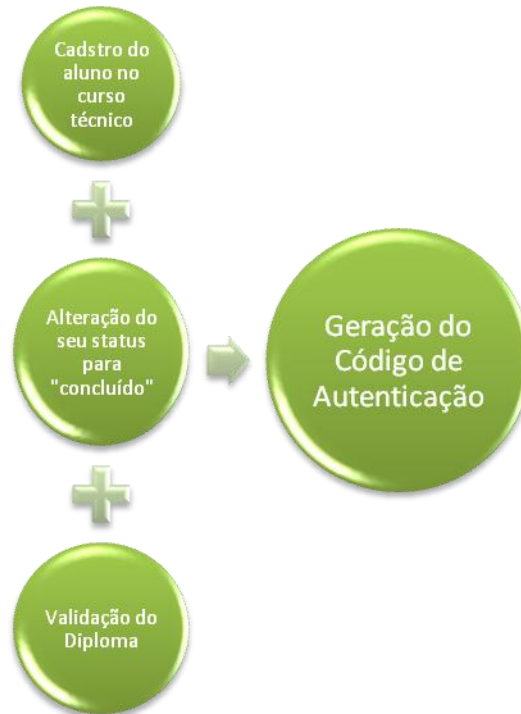 Cadstro do
aluno no
curso
técnico
Alteração do
seu status
para
"concluído"
Geração do
Código de
Autenticação
Validação do
Diploma